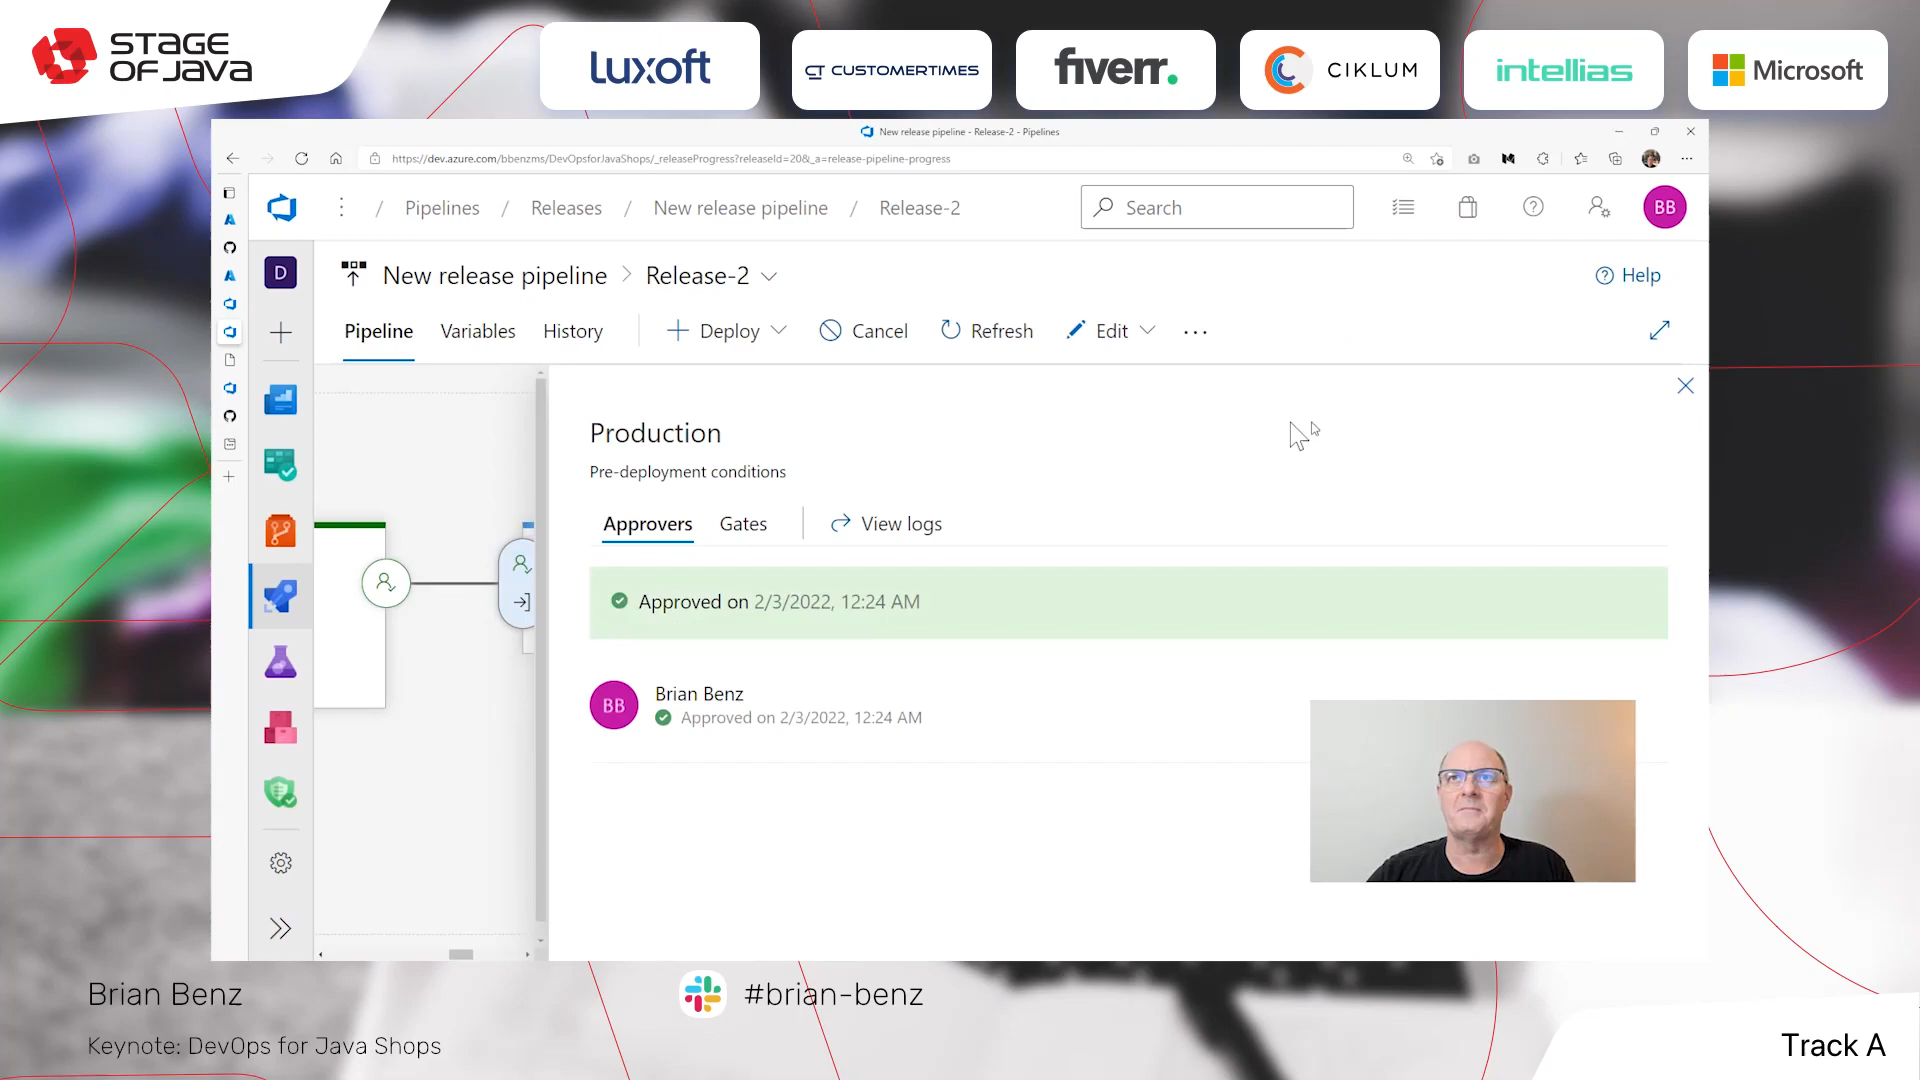 STAGE
OF JAVA
Luxoft
CT CUSTOMERTIMES
fiverr.
CIKLUM
intellias
Microsoft
New release pipeline - Release-2 - Pipelines
https://dev.azure.com/bbenzms/DevOpsforJavaShops/_releaseProgress?releaseId=20&_a=release-pipeline-progress
/ Pipelines / Releases / New release pipeline / Release-2
Search
BB
D
New release pipeline > Release-2
Help
Pipeline Variables History
Deploy Cancel Refresh Edit
Production
Pre-deployment conditions
Approvers Gates View logs
Approved on 2/3/2022, 12:24 AM
BB
Brian Benz
Approved on 2/3/2022, 12:24 AM
Brian Benz
#brian-benz
Keynote: DevOps for Java Shops
Track A